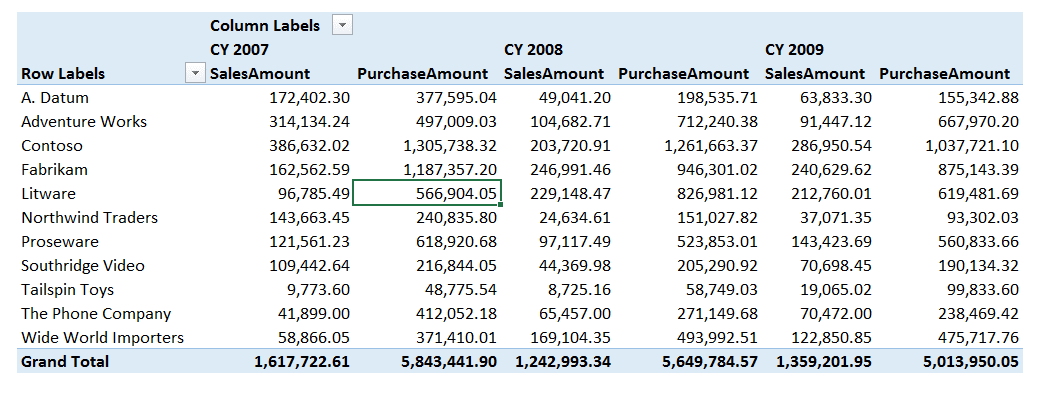 Column Labels
CY 2007 CY 2008 CY 2009
Row Labels SalesAmount PurchaseAmount SalesAmount PurchaseAmount SalesAmount PurchaseAmount
A. Datum 172,402.30 377,595.04 49,041.20 198,535.71 63,833.30 155,342.88
Adventure Works 314,134.24 497,009.03 104,682.71 712,240.38 91,447.12 667,970.20
Contoso 386,632.02 1,305,738.32 203,720.91 1,261,663.37 286,950.54 1,037,721.10
Fabrikam 162,562.59 1,187,357.20 246,991.46 946,301.02 240,629.62 875,143.39
Litware 96,785.49 566,904.05 229,148.47 826,981.12 212,760.01 619,481.69
Northwind Traders 143,663.45 240,835.80 24,634.61 151,027.82 37,071.35 93,302.03
Proseware 121,561.23 618,920.68 97,117.49 523,853.01 143,423.69 560,833.66
Southridge Video 109,442.64 216,844.05 44,369.98 205,290.92 70,698.45 190,134.32
Tailspin Toys 9,773.60 48,775.54 8,725.16 58,749.03 19,065.02 99,833.60
The Phone Company 41,899.00 412,052.18 65,457.00 271,149.68 70,472.00 238,469.42
Wide World Importers 58,866.05 371,410.01 169,104.35 493,992.51 122,850.85 475,717.76
Grand Total 1,617,722.61 5,843,441.90 1,242,993.34 5,649,784.57 1,359,201.95 5,013,950.05